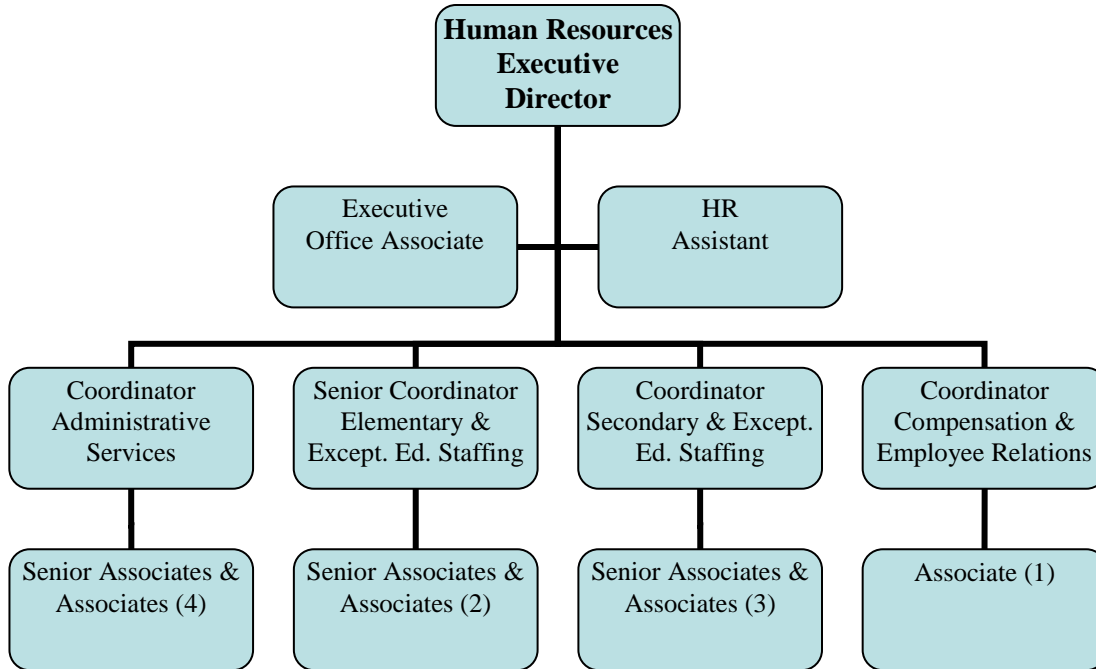 Human Resources
Executive
Director
Executive
Office Associate
HR
Assistant
Coordinator
Administrative
Services
Senior Coordinator
Elementary &
Except. Ed. Staffing
Coordinator
Secondary & Except.
Ed. Staffing
Coordinator
Compensation &
Employee Relations
Senior Associates &
Associates (4)
Senior Associates &
Associates (2)
Senior Associates &
Associates (3)
Associate (1)